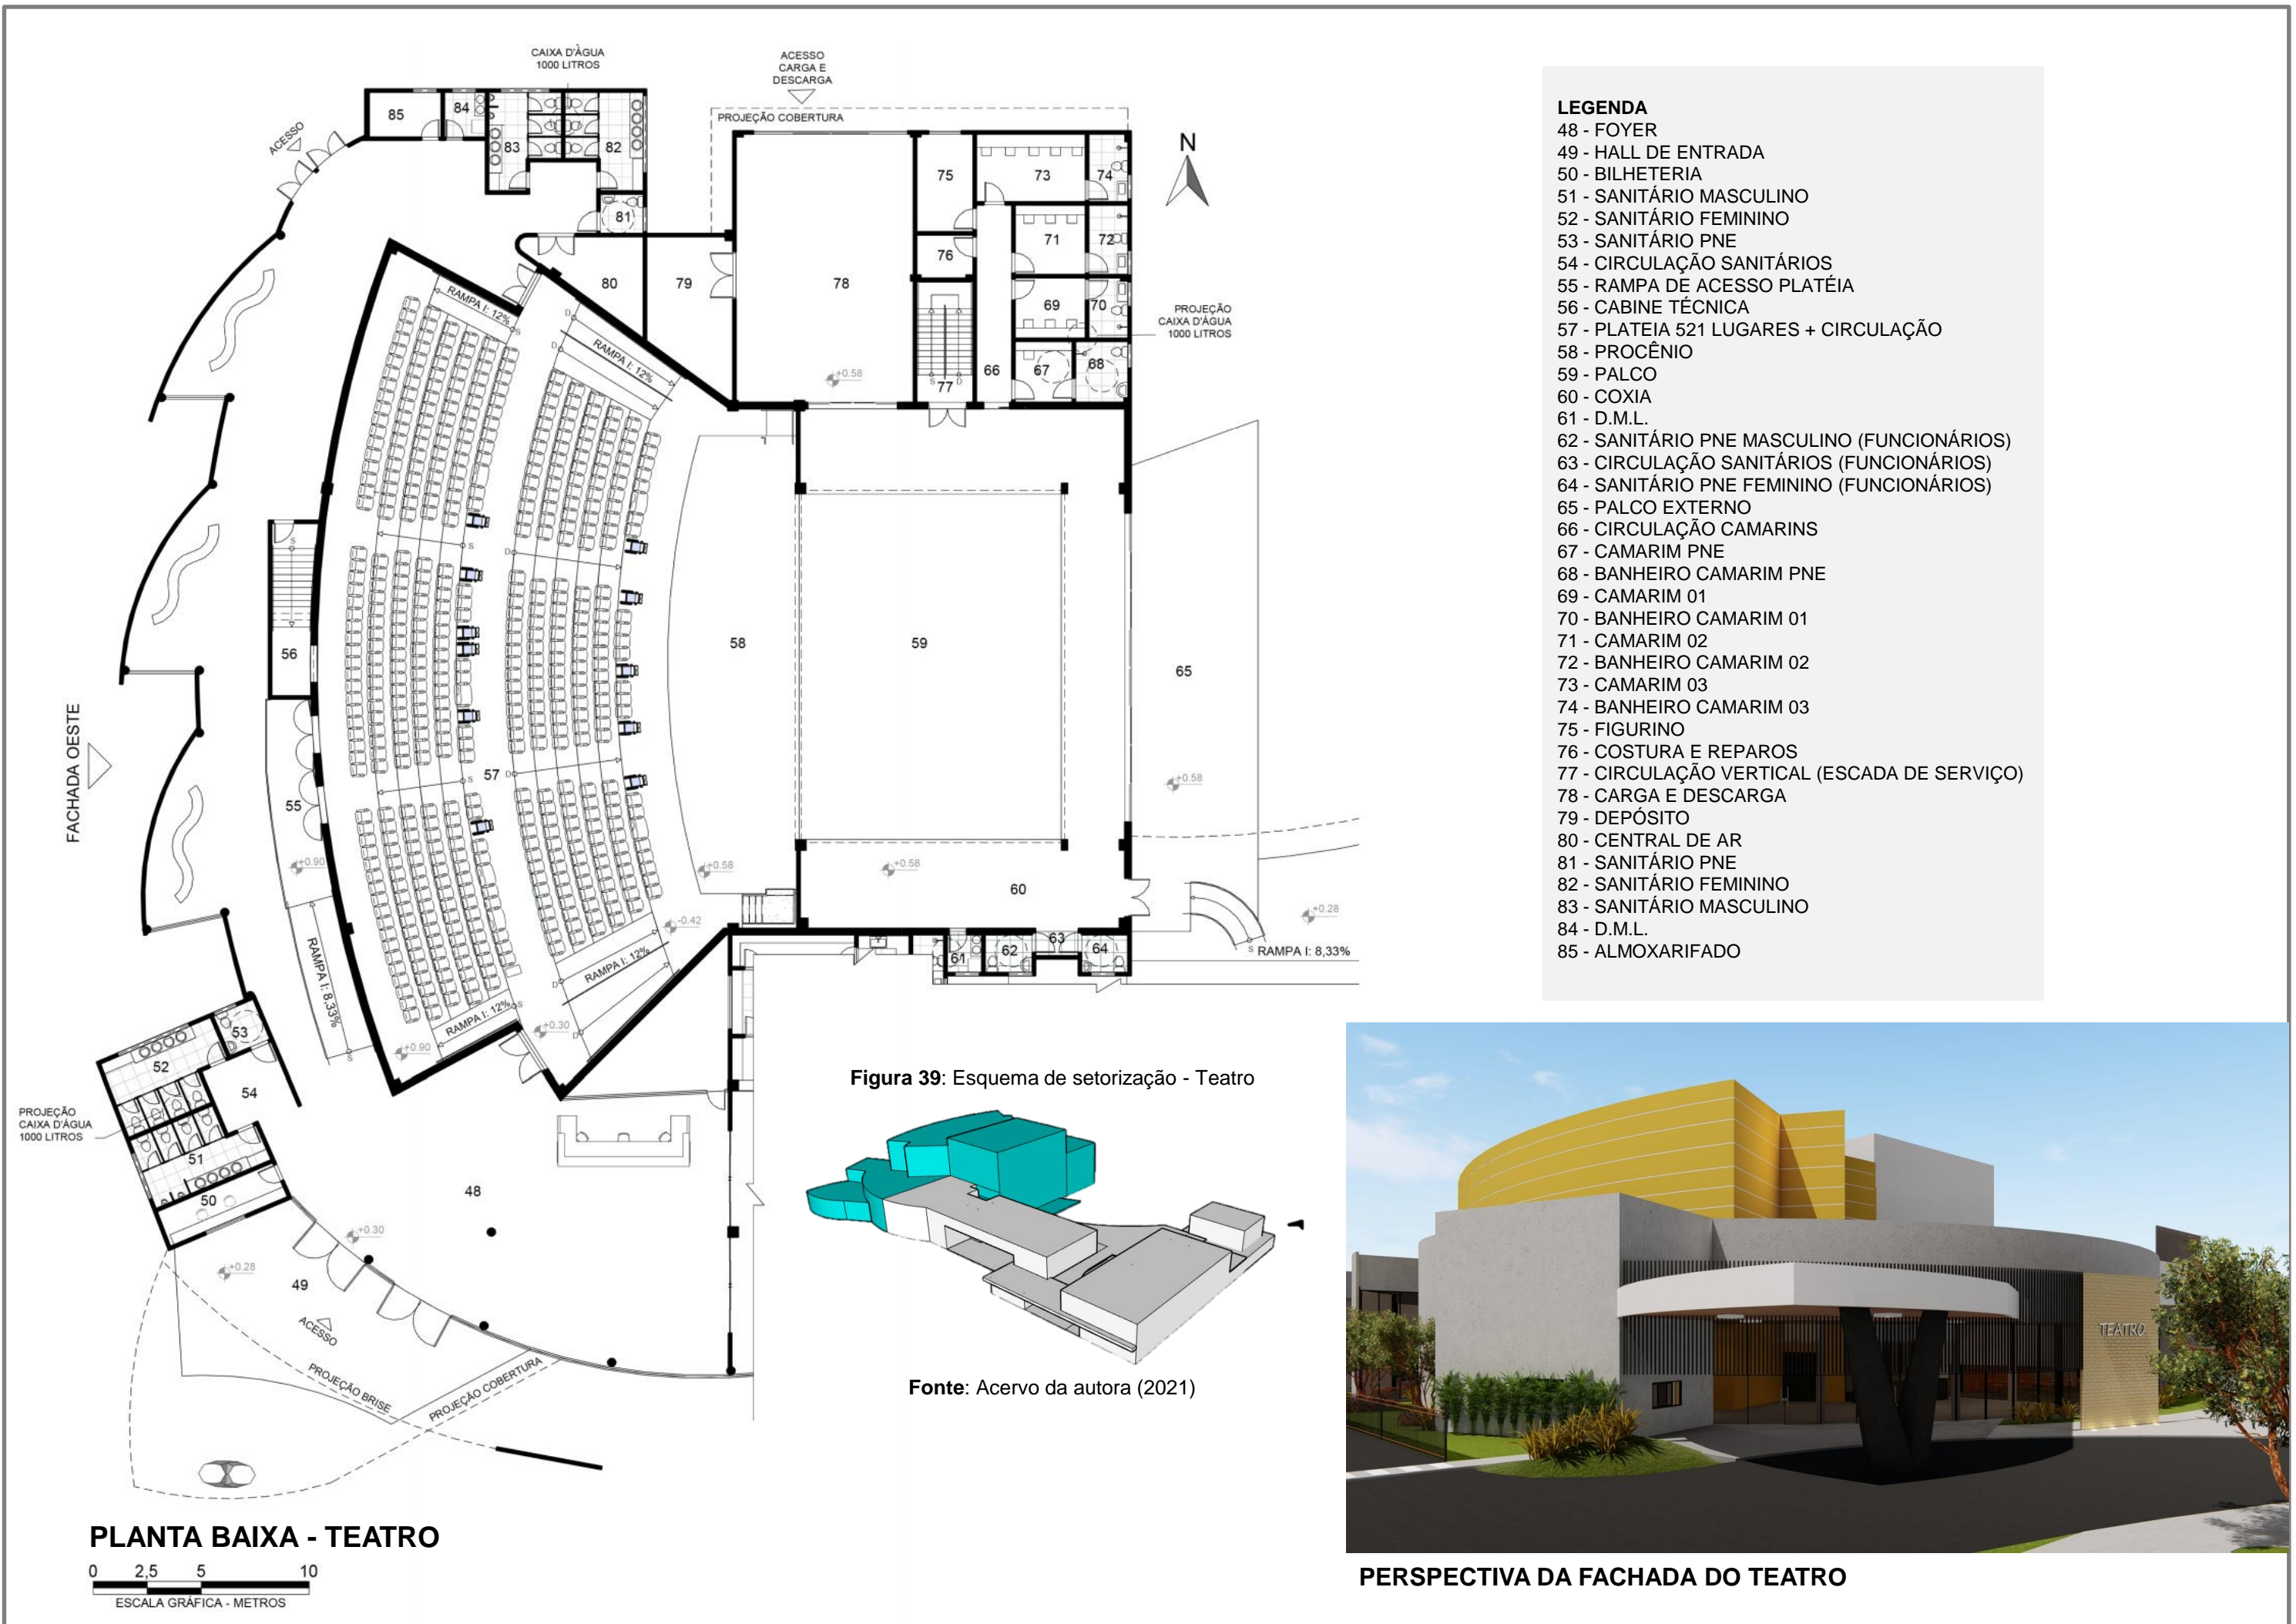 CAIXA D'ÁGUA
1000 LITROS
ACESSO
CARGA E
DESCARGA
PROJEÇÃO COBERTURA
ACESSO
85
84
83
82
81
80
79
78
75
73
74
76
71
72
69
70
77
66
67
68
N
PROJEÇÃO
CAIXA D'ÁGUA
1000 LITROS
RAMPA I: 12%
S
D
D
RAMPA I: 12%
+0.58
S
D
S
S
D
56
58
59
65
FACHADA OESTE
57
S
D
55
+0.90
+0.58
+0.58
+0.58
60
+0.28
-0.42
RAMPA I: 8,33%
S
61
62
63
64
S RAMPA I: 8,33%
RAMPA I: 12%
D
RAMPA I: 12%
S
D
+0.30
+0.90
53
52
54
51
50
PROJEÇÃO
CAIXA D'ÁGUA
1000 LITROS
48
+0.30
+0.28
49
ACESSO
PROJEÇÃO BRISE
PROJEÇÃO COBERTURA
PLANTA BAIXA - TEATRO
0 2,5 5 10
ESCALA GRÁFICA - METROS
LEGENDA
48 - FOYER
49 - HALL DE ENTRADA
50 - BILHETERIA
51 - SANITÁRIO MASCULINO
52 - SANITÁRIO FEMININO
53 - SANITÁRIO PNE
54 - CIRCULAÇÃO SANITÁRIOS
55 - RAMPA DE ACESSO PLATÉIA
56 - CABINE TÉCNICA
57 - PLATEIA 521 LUGARES + CIRCULAÇÃO
58 - PROCÊNIO
59 - PALCO
60 - COXIA
61 - D.M.L.
62 - SANITÁRIO PNE MASCULINO (FUNCIONÁRIOS)
63 - CIRCULAÇÃO SANITÁRIOS (FUNCIONÁRIOS)
64 - SANITÁRIO PNE FEMININO (FUNCIONÁRIOS)
65 - PALCO EXTERNO
66 - CIRCULAÇÃO CAMARINS
67 - CAMARIM PNE
68 - BANHEIRO CAMARIM PNE
69 - CAMARIM 01
70 - BANHEIRO CAMARIM 01
71 - CAMARIM 02
72 - BANHEIRO CAMARIM 02
73 - CAMARIM 03
74 - BANHEIRO CAMARIM 03
75 - FIGURINO
76 - COSTURA E REPAROS
77 - CIRCULAÇÃO VERTICAL (ESCADA DE SERVIÇO)
78 - CARGA E DESCARGA
79 - DEPÓSITO
80 - CENTRAL DE AR
81 - SANITÁRIO PNE
82 - SANITÁRIO FEMININO
83 - SANITÁRIO MASCULINO
84 - D.M.L.
85 - ALMOXARIFADO
Figura 39: Esquema de setorização - Teatro
Fonte: Acervo da autora (2021)
TEATRO
PERSPECTIVA DA FACHADA DO TEATRO